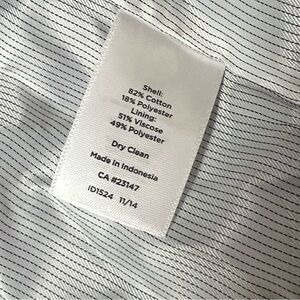 Shell:
82% Cotton
18% Polyester
Lining:
51% Viscose
49% Polyester
Dry Clean
Made in Indonesia
CA #23147
ID1524 11/14